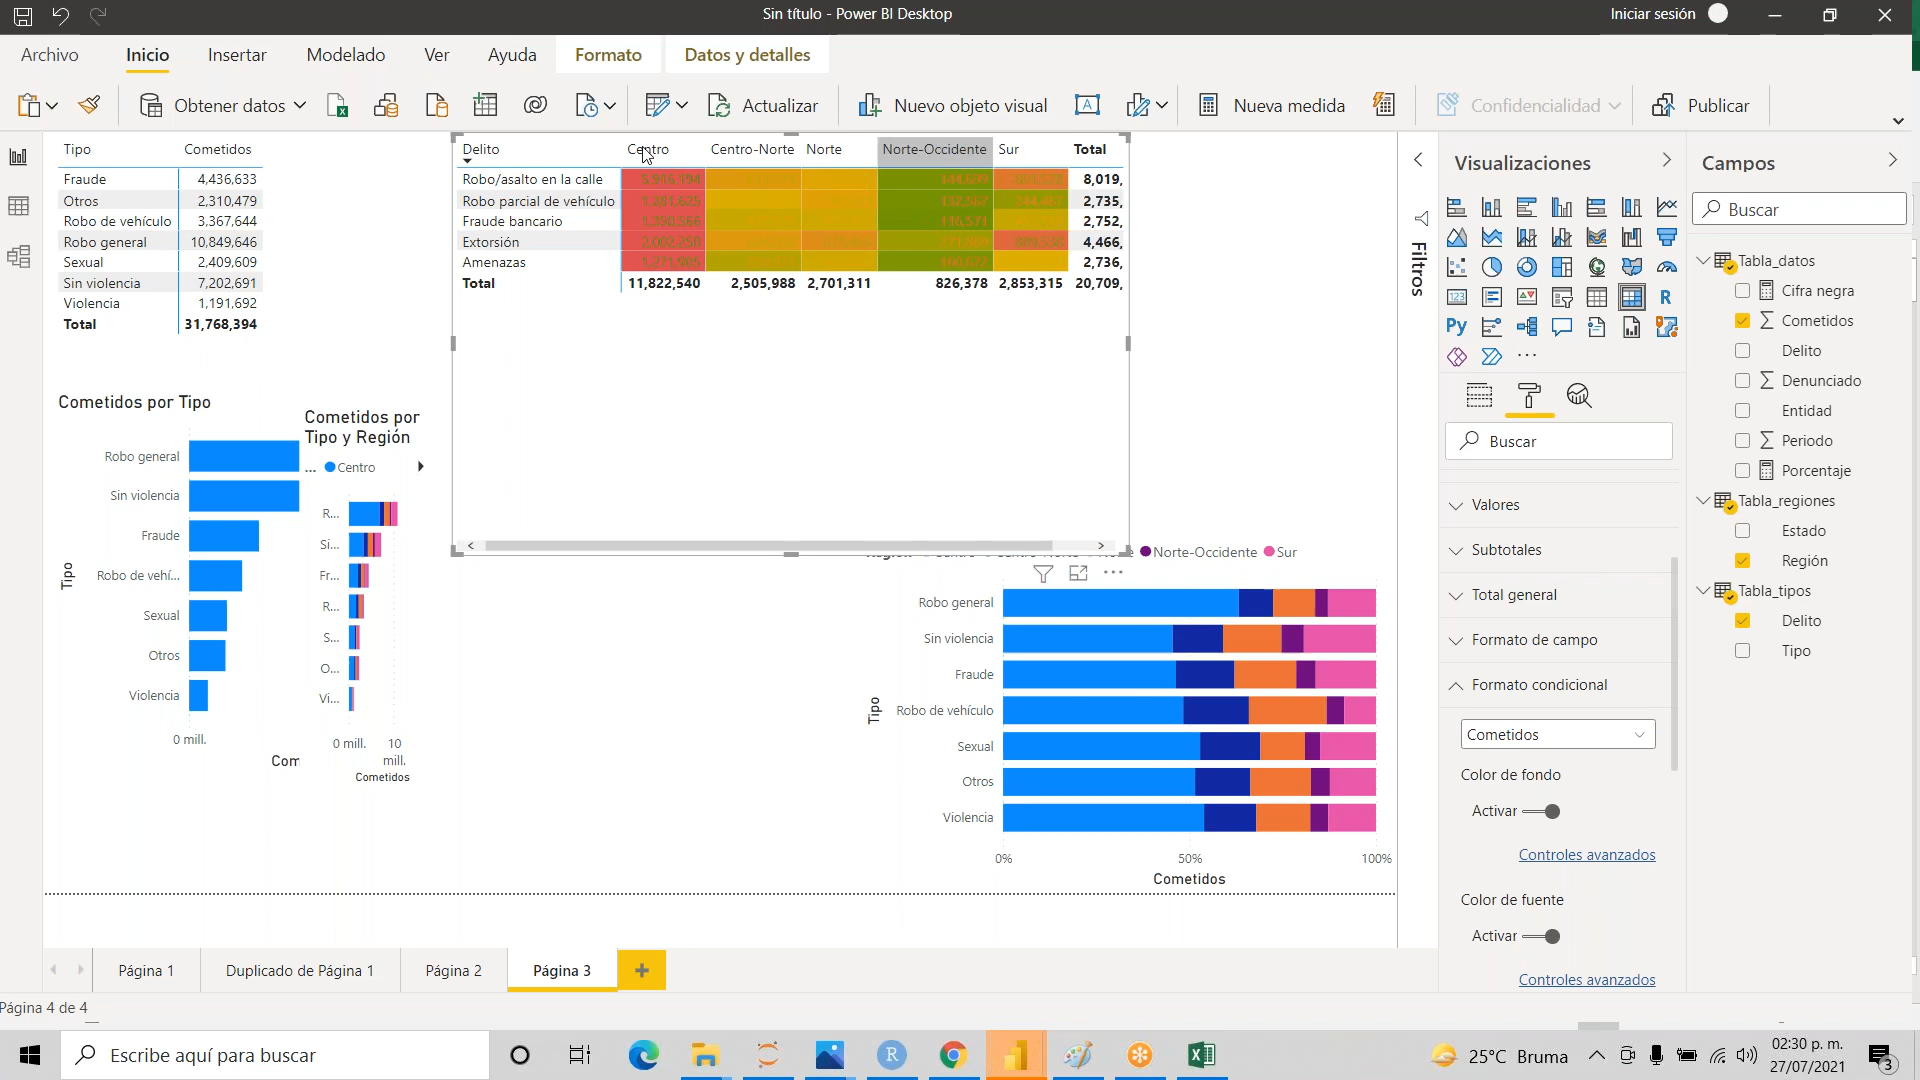 Sin título - Power BI Desktop
Iniciar sesión
Archivo
Inicio
Insertar
Modelado
Ver
Ayuda
Formato
Datos y detalles
Obtener datos
Actualizar
Nuevo objeto visual
Nueva medida
Confidencialidad
Publicar
Tipo Cometidos
Fraude 4,436,633
Otros 2,310,479
Robo de vehículo 3,367,644
Robo general 10,849,646
Sexual 2,409,609
Sin violencia 7,202,691
Violencia 1,191,692
Total 31,768,394
Delito Centro Centro-Norte Norte Norte-Occidente Sur Total
Robo/asalto en la calle 8,019,
Robo parcial de vehículo 2,735,
Fraude bancario 2,752,
Extorsión 4,466,
Amenazas 2,736,
Total 11,822,540 2,505,988 2,701,311 826,378 2,853,315 20,709,
Cometidos por Tipo
Robo general
Sin violencia
Fraude
Robo de vehí...
Sexual
Otros
Violencia
Tipo
0 mill.
Com
Cometidos por
Tipo y Región
... Centro
R...
Si...
Fr...
R...
S...
O...
Vi...
0 mill. 10
mill.
Cometidos
Norte-Occidente Sur
Robo general
Sin violencia
Fraude
Robo de vehículo
Sexual
Otros
Violencia
Tipo
0% 50% 100%
Cometidos
Filtros
Visualizaciones
R
Py
123
Buscar
Valores
Subtotales
Total general
Formato de campo
Formato condicional
Cometidos
Color de fondo
Activar
Controles avanzados
Color de fuente
Activar
Controles avanzados
Campos
Buscar
Tabla_datos
Cifra negra
Cometidos
Delito
Denunciado
Entidad
Periodo
Porcentaje
Tabla_regiones
Estado
Región
Tabla_tipos
Delito
Tipo
Página 1
Duplicado de Página 1
Página 2
Página 3
Página 4 de 4
Escribe aquí para buscar
R
25°C Bruma
02:30 p. m.
27/07/2021
3